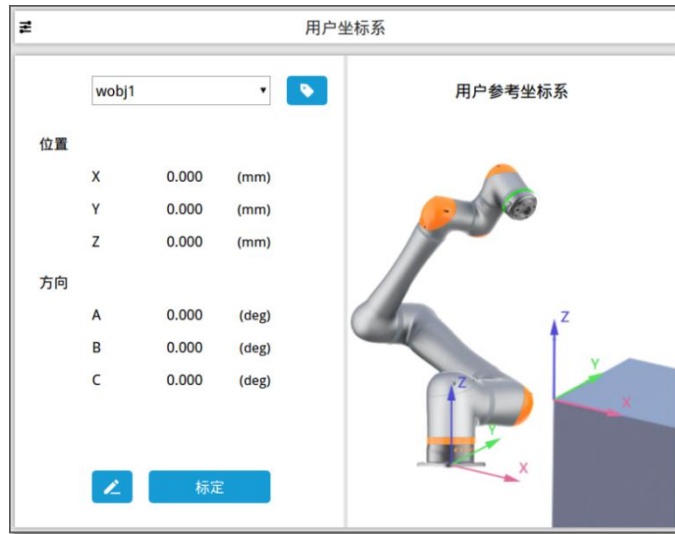 用户坐标系
wobj1
位置
X 0.000 (mm)
Y 0.000 (mm)
Z 0.000 (mm)
方向
A 0.000 (deg)
B 0.000 (deg)
C 0.000 (deg)
标定
用户参考坐标系
Z
Y
X
Z
Y
X